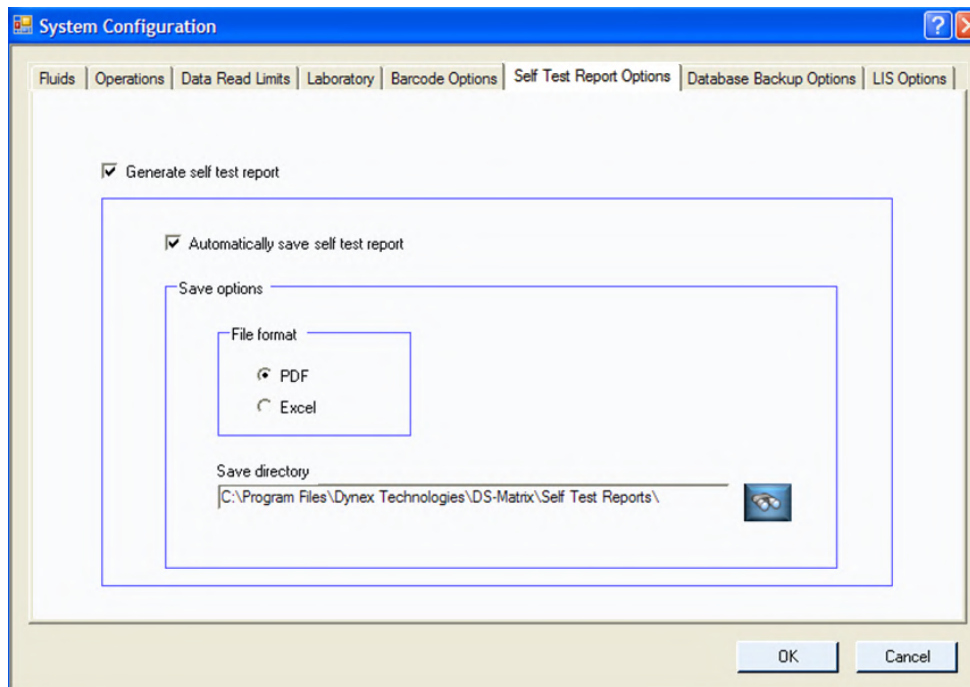 System Configuration
Fluids Operations Data Read Limits Laboratory Barcode Options Self Test Report Options Database Backup Options LIS Options
Generate self test report
Automatically save self test report
Save options
File format
PDF
Excel
Save directory
C:\Program Files\Dynex Technologies\DS-Matrix\Self Test Reports\
OK Cancel